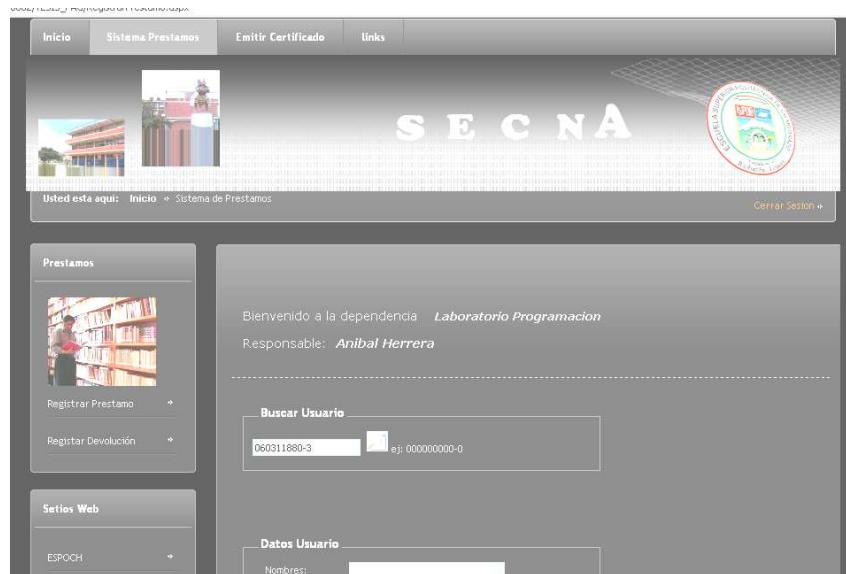 Inicio
Sistema Prestamos
Emitir Certificado
links
SECNA
Usted esta aqui: Inicio Sistema de Prestamos
Cerrar Sesion
Prestamos
Registrar Prestamo
Registar Devolución
Setios Web
ESPOCH
Bienvenido a la dependencia Laboratorio Programacion
Responsable: Anibal Herrera
Buscar Usuario
060311880-3 ej: 000000000-0
Datos Usuario
Nombres: